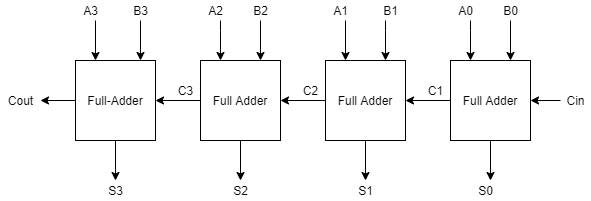 A3 B3 A2 B2 A1 B1 A0 B0
C3 C2 C1
Cout Full-Adder Full Adder Full Adder Full Adder Cin
S3 S2 S1 S0